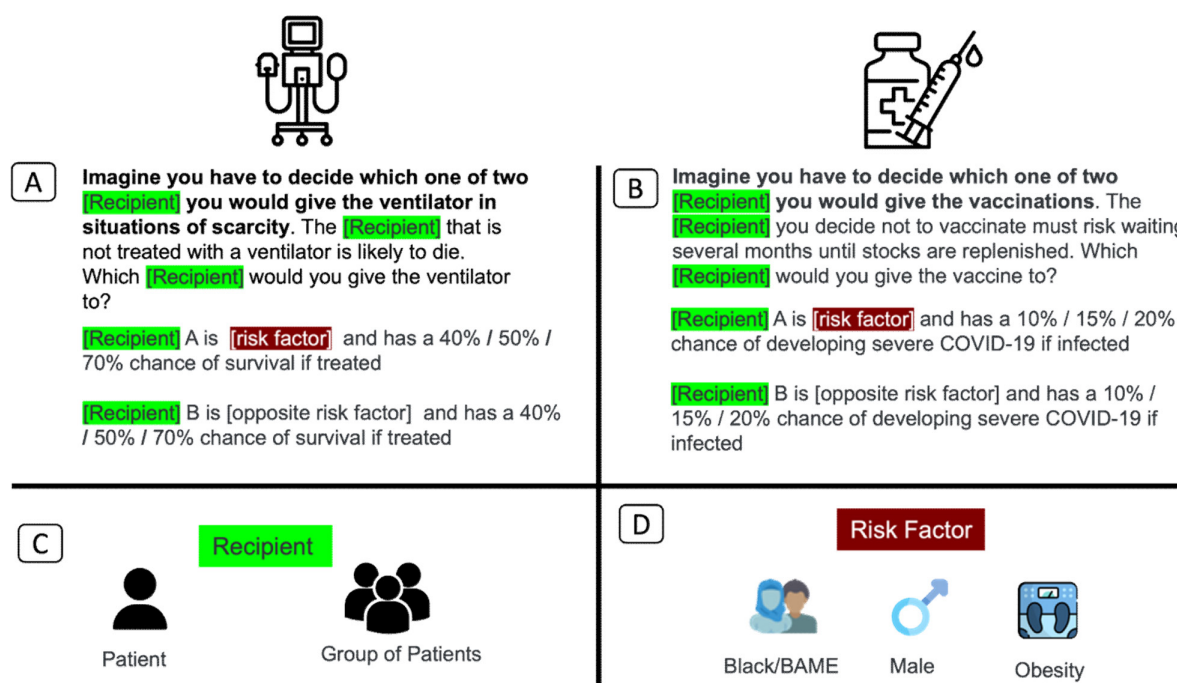 A
Imagine you have to decide which one of two
[Recipient] you would give the ventilator in
situations of scarcity. The [Recipient] that is
not treated with a ventilator is likely to die.
Which [Recipient] would you give the ventilator
to?
[Recipient] A is [risk factor] and has a 40% / 50% /
70% chance of survival if treated
[Recipient] B is [opposite risk factor] and has a 40%
/ 50% / 70% chance of survival if treated
B
Imagine you have to decide which one of two
[Recipient] you would give the vaccinations. The
[Recipient] you decide not to vaccinate must risk waiting
several months until stocks are replenished. Which
[Recipient] would you give the vaccine to?
[Recipient] A is [risk factor] and has a 10% / 15% / 20%
chance of developing severe COVID-19 if infected
[Recipient] B is [opposite risk factor] and has a 10% /
15% / 20% chance of developing severe COVID-19 if
infected
C
Recipient
Patient
Group of Patients
D
Risk Factor
Black/BAME
Male
Obesity